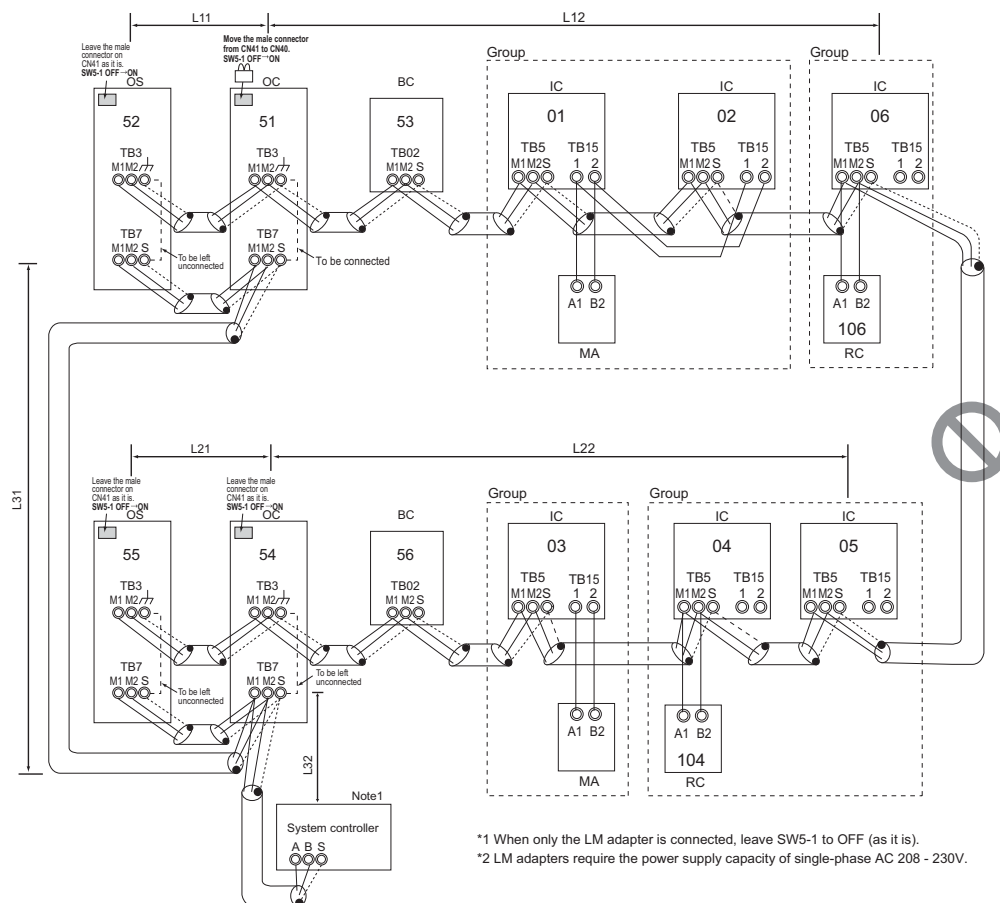 L11
L12
Leave the male
connector on
CN41 as it is.
SW5-1 OFF→ON
Move the male connector
from CN41 to CN40.
SW5-1 OFF→ON
OS
OC
BC
Group
IC
IC
Group
IC
52
51
53
01
02
06
TB3
M1M2
TB3
M1M2
TB02
M1M2 S
TB5
M1M2S
TB15
1 2
TB5
M1M2S
TB15
1 2
TB5
M1M2S
TB15
1 2
TB7
M1M2 S
To be left
unconnected
TB7
M1M2 S
To be connected
A1 B2
MA
A1 B2
106
RC
L31
L21
L22
Leave the male
connector on
CN41 as it is.
SW5-1 OFF→ON
Leave the male
connector on
CN41 as it is.
SW5-1 OFF→ON
OS
OC
BC
Group
IC
Group
IC
IC
55
54
56
03
04
05
TB3
M1 M2
TB3
M1 M2
TB02
M1 M2 S
TB5
M1M2S
TB15
1 2
TB5
M1M2S
TB15
1 2
TB5
M1M2S
TB15
1 2
TB7
M1 M2 S
To be left
unconnected
TB7
M1 M2 S
To be left
unconnected
A1 B2
MA
A1 B2
104
RC
L32
Note1
System controller
A B S
*1 When only the LM adapter is connected, leave SW5-1 to OFF (as it is).
*2 LM adapters require the power supply capacity of single-phase AC 208 - 230V.